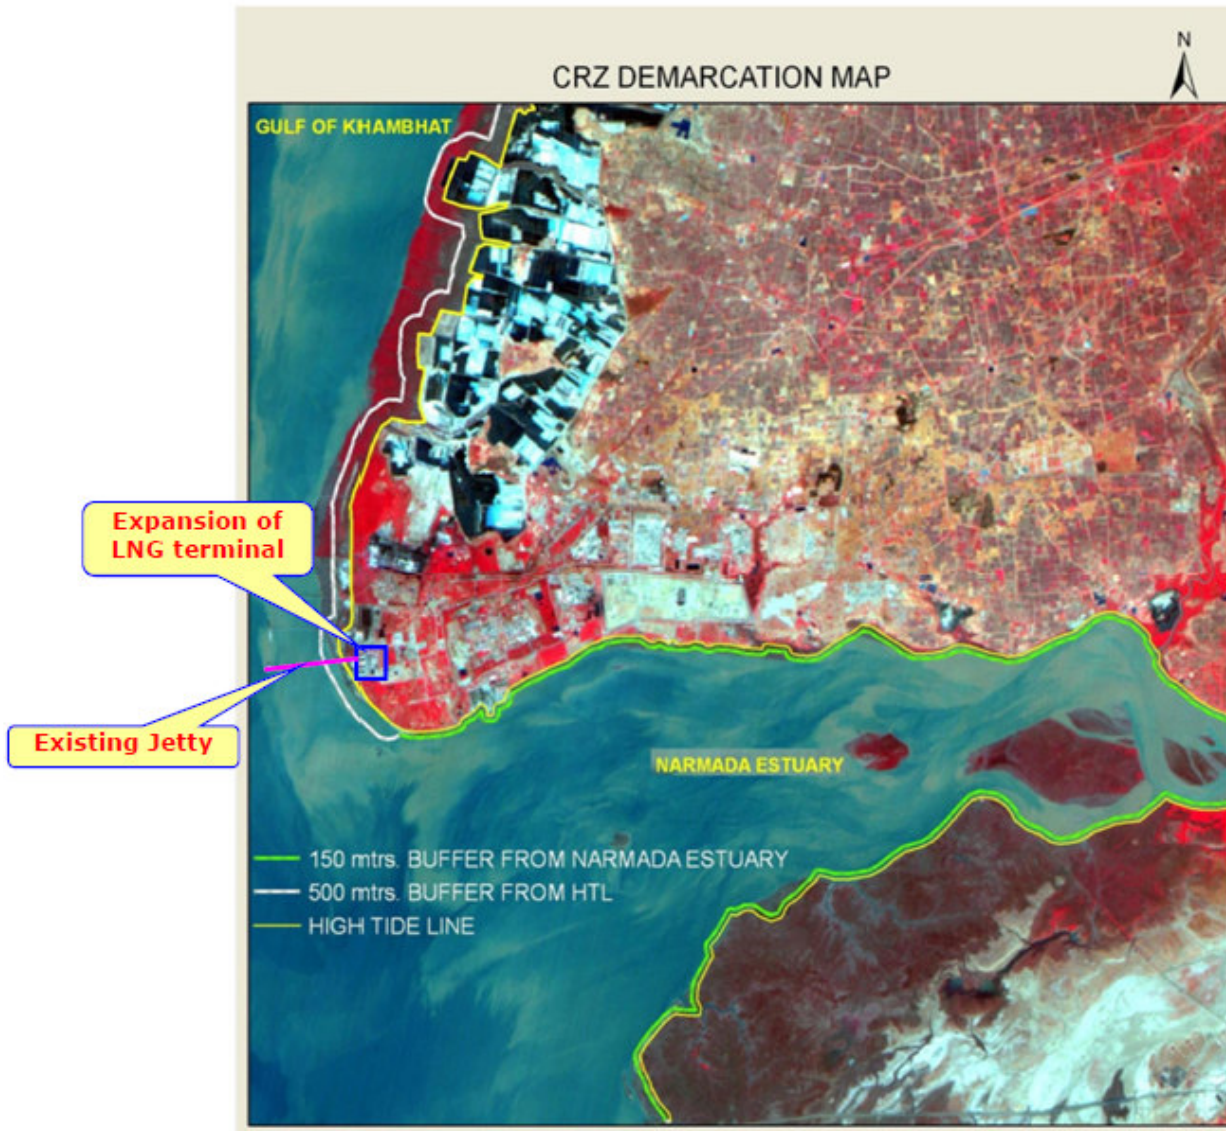 N
CRZ DEMARCATION MAP
GULF OF KHAMBHAT
Expansion of
LNG terminal
Existing Jetty
NARMADA ESTUARY
150 mtrs. BUFFER FROM NARMADA ESTUARY
500 mtrs. BUFFER FROM HTL
HIGH TIDE LINE